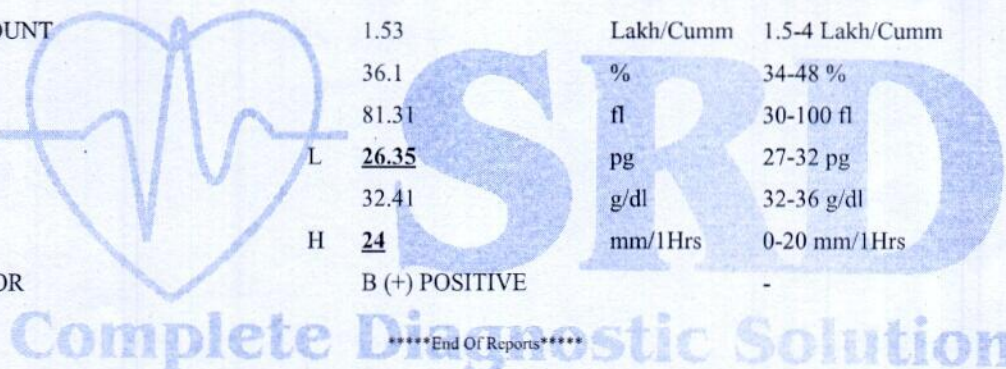 OUNT 1.53 Lakh/Cumm 1.5-4 Lakh/Cumm
36.1 % 34-48 %
81.31 fl 30-100 fl
L 26.35 pg 27-32 pg
32.41 g/dl 32-36 g/dl
H 24 mm/1Hrs 0-20 mm/1Hrs
OR B (+) POSITIVE -
SRD
Complete Diagnostic Solution
*****End Of Reports*****